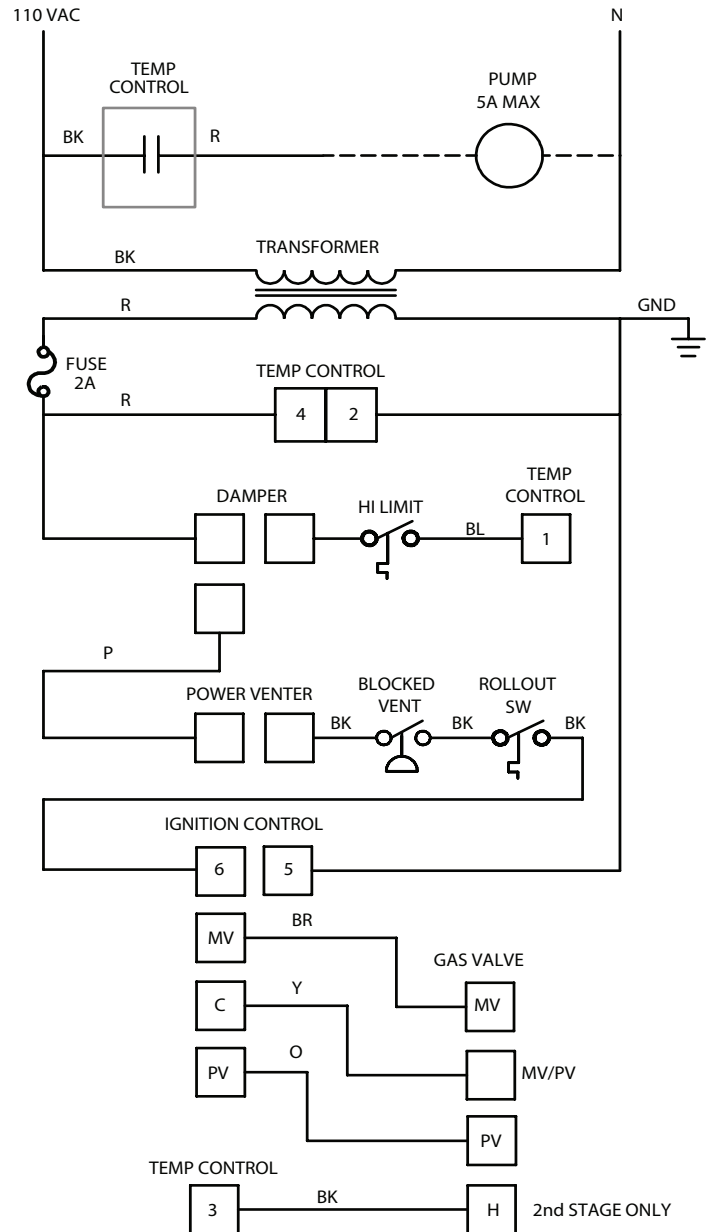 110 VAC
N
TEMP
CONTROL
PUMP
5A MAX
BK
R
TRANSFORMER
BK
R
GND
FUSE
2A
TEMP CONTROL
R
4
2
DAMPER
HI LIMIT
TEMP
CONTROL
BL
1
P
POWER VENTER
BLOCKED
VENT
ROLLOUT
SW
BK
BK
BK
IGNITION CONTROL
6
5
MV
BR
GAS VALVE
MV
C
Y
MV/PV
PV
O
PV
TEMP CONTROL
3
BK
H
2nd STAGE ONLY